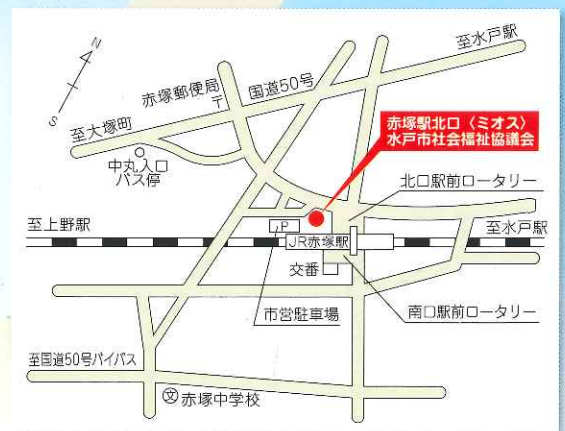 N
S
至水戸駅
赤塚郵便局
〒
国道50号
至大塚町
中丸入口
バス停
赤塚駅北口〈ミオス〉
水戸市社会福祉協議会
北口駅前ロータリー
至上野駅
P
JR赤塚駅
至水戸駅
交番
市営駐車場
南口駅前ロータリー
至国道50号バイパス
文
赤塚中学校